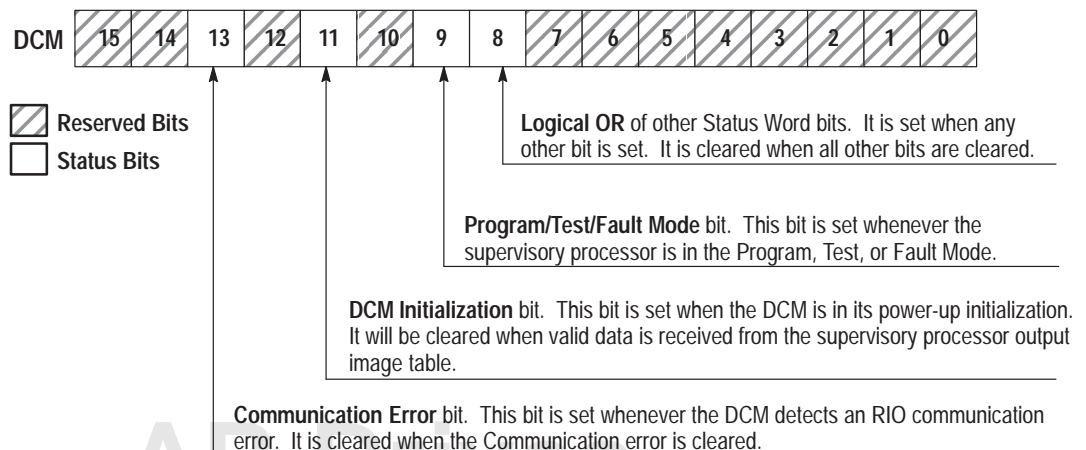 DCM 15 14 13 12 11 10 9 8 7 6 5 4 3 2 1 0
Reserved Bits
Status Bits
Logical OR of other Status Word bits. It is set when any
other bit is set. It is cleared when all other bits are cleared.
Program/Test/Fault Mode bit. This bit is set whenever the
supervisory processor is in the Program, Test, or Fault Mode.
DCM Initialization bit. This bit is set when the DCM is in its power-up initialization.
It will be cleared when valid data is received from the supervisory processor output
image table.
Communication Error bit. This bit is set whenever the DCM detects an RIO communication
error. It is cleared when the Communication error is cleared.